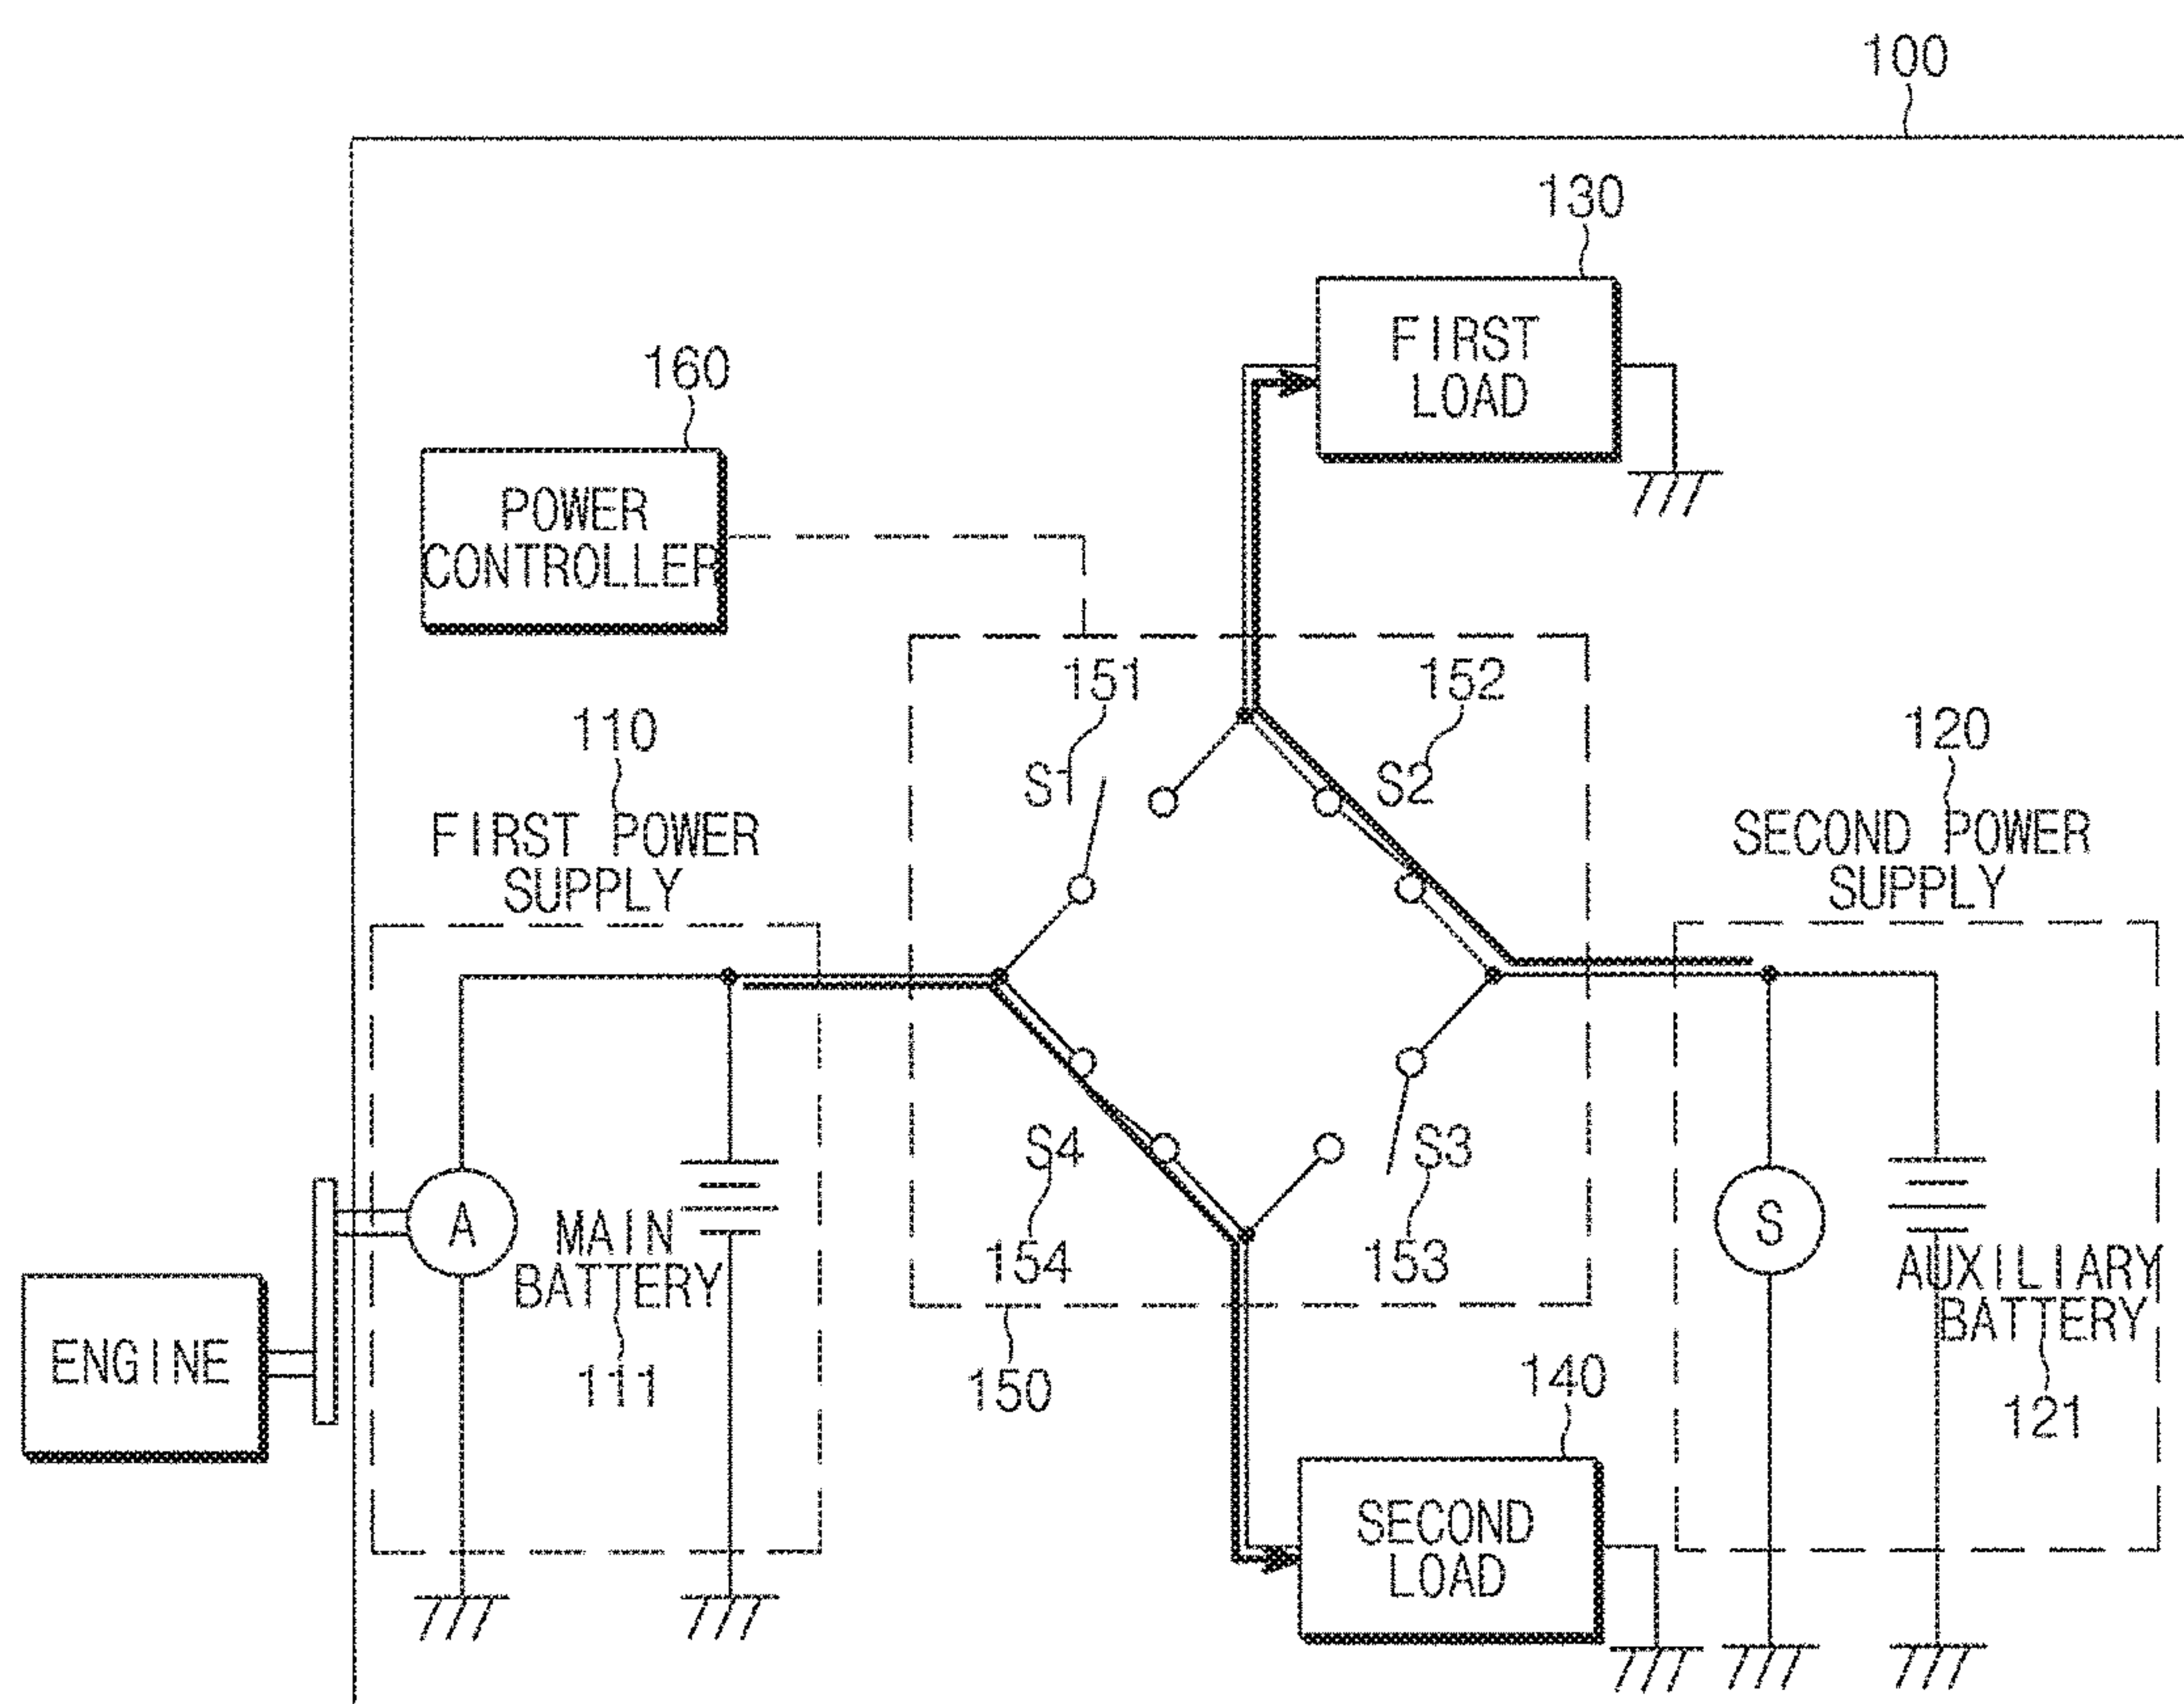 100
130
FIRST
LOAD
160
POWER
CONTROLLER
151
152
S1
S2
110
FIRST POWER
SUPPLY
120
SECOND POWER
SUPPLY
S4
S3
154
153
A
MAIN
BATTERY
111
S
AUXILIARY
BATTERY
121
ENGINE
150
140
SECOND
LOAD